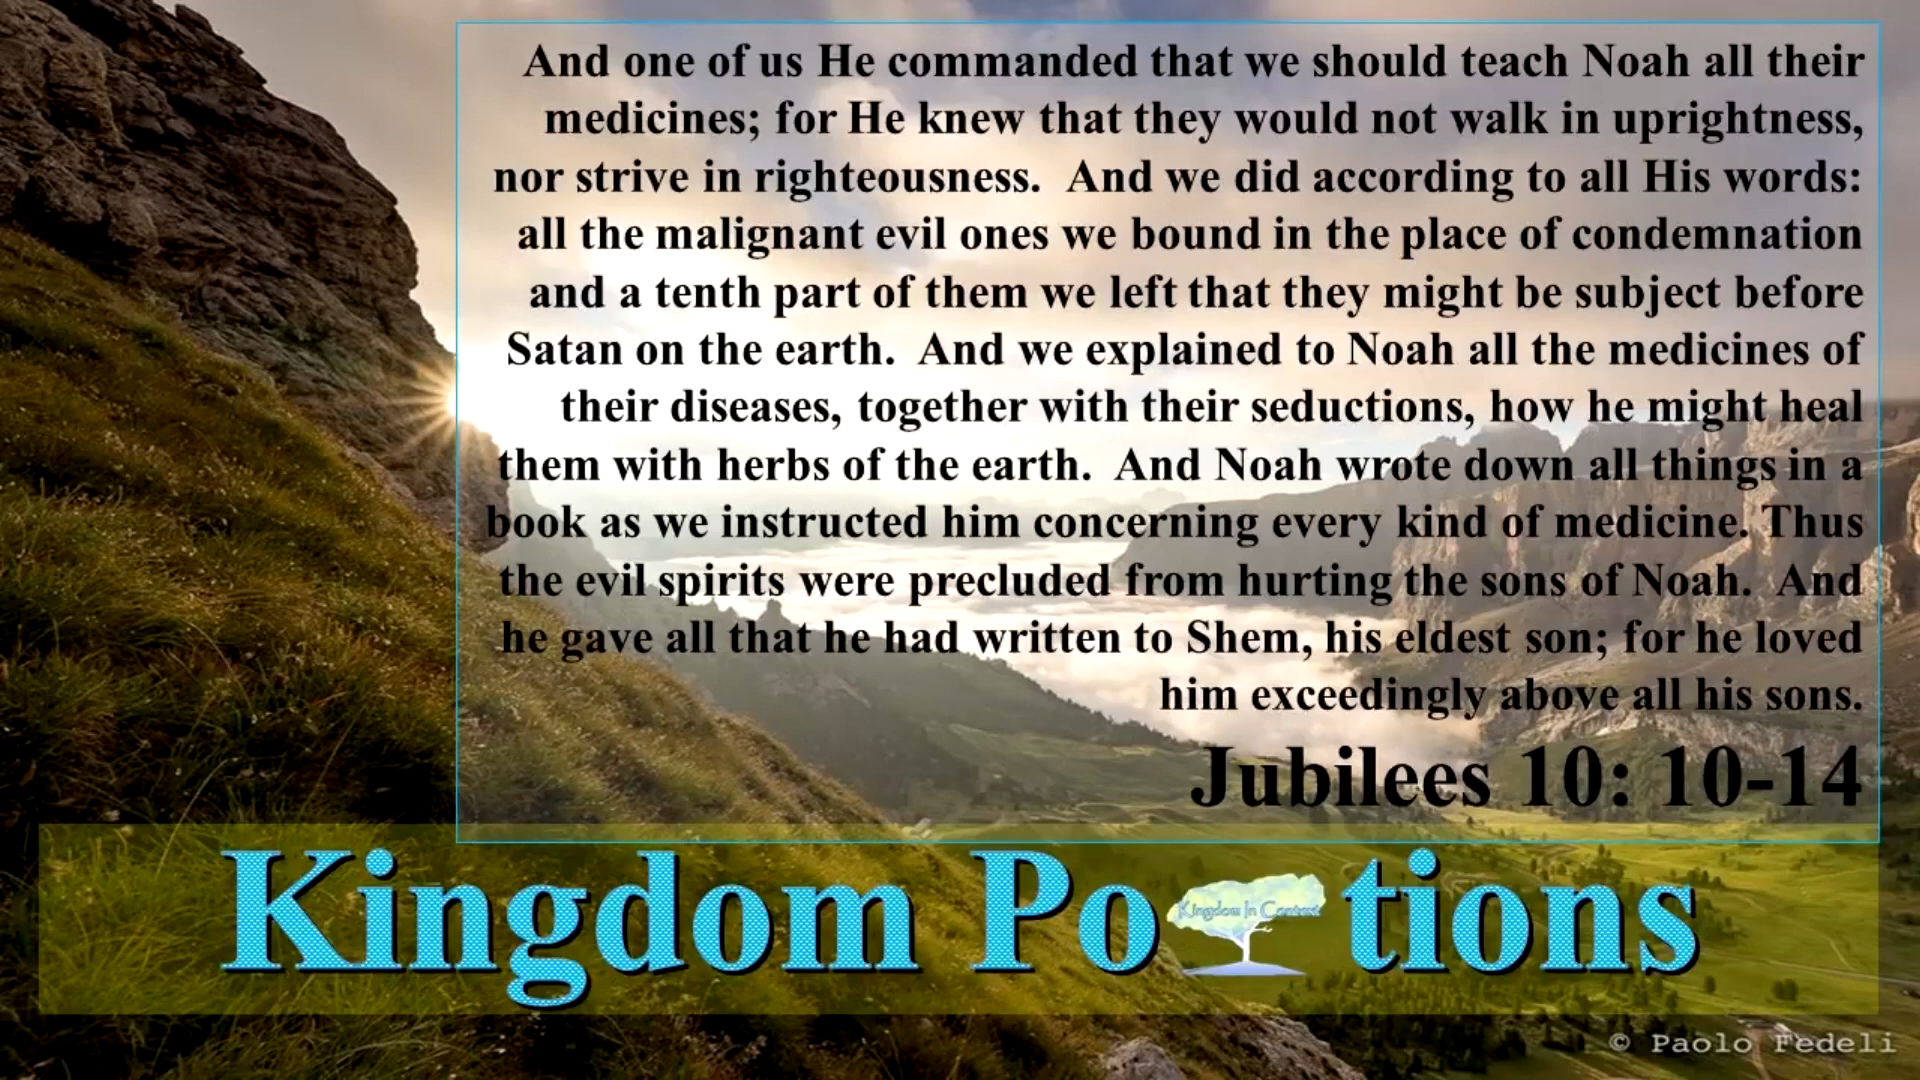 And one of us He commanded that we should teach Noah all their
medicines; for He knew that they would not walk in uprightness,
nor strive in righteousness.  And we did according to all His words:
all the malignant evil ones we bound in the place of condemnation
and a tenth part of them we left that they might be subject before
Satan on the earth.  And we explained to Noah all the medicines of
their diseases, together with their seductions, how he might heal
them with herbs of the earth.  And Noah wrote down all things in a
book as we instructed him concerning every kind of medicine. Thus
the evil spirits were precluded from hurting the sons of Noah.  And
he gave all that he had written to Shem, his eldest son; for he loved
him exceedingly above all his sons.
Jubilees 10: 10-14
Kingdom Po tions
Kingdom In Context
© Paolo Fedeli